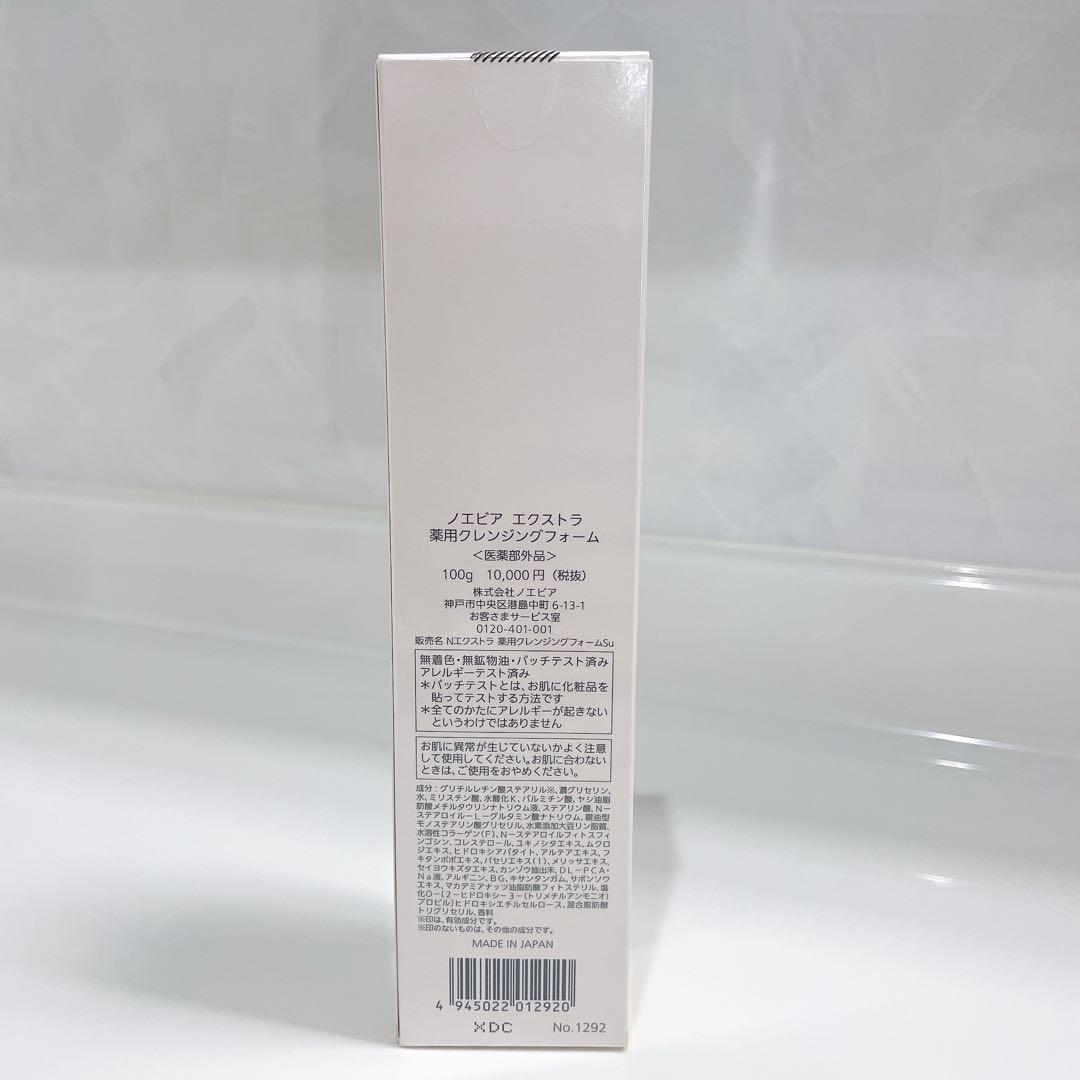 ノエビア エクストラ
薬用クレンジングフォーム
＜医薬部外品＞
100g 10,000円（税抜）
株式会社ノエビア
神戸市中央区港島中町 6-13-1
お客さまサービス室
0120-401-001
販売名 Nエクストラ 薬用クレンジングフォームSu
無着色・無鉱物油・パッチテスト済み
アレルギーテスト済み
＊パッチテストとは、お肌に化粧品を
貼ってテストする方法です
＊全てのかたにアレルギーが起きない
というわけではありません
お肌に異常が生じていないかよく注意
して使用してください。お肌に合わない
ときは、ご使用をおやめください。
成分：グリチルレチン酸ステアリル※、濃グリセリン、
水、ミリスチン酸、水酸化K、パルミチン酸、ヤシ油脂
肪酸メチルタウリンナトリウム液、ステアリン酸、N－
ステアロイル－L－グルタミン酸ナトリウム、親油型
モノステアリン酸グリセリル、水素添加大豆リン脂質、
水溶性コラーゲン(F)、N－ステアロイルフィトスフィ
ンゴシン、コレステロール、ユキノシタエキス、ムクロ
ジエキス、ヒドロキシアパタイト、アルテアエキス、フ
キタンポポエキス、パセリエキス(1)、メリッサエキス、
セイヨウキズタエキス、カンゾウ抽出末、DL－PCA・
Na液、アルギニン、BG、キサンタンガム、サボンソウ
エキス、マカデミアナッツ油脂肪酸フィトステリル、塩
化O－[2－ヒドロキシ－3－(トリメチルアンモニオ)
プロピル]ヒドロキシエチルセルロース、混合脂肪酸
トリグリセリル、香料
※印は、有効成分です。
※印のないものは、その他の成分です。
MADE IN JAPAN
4 945022 012920
XDC No.1292